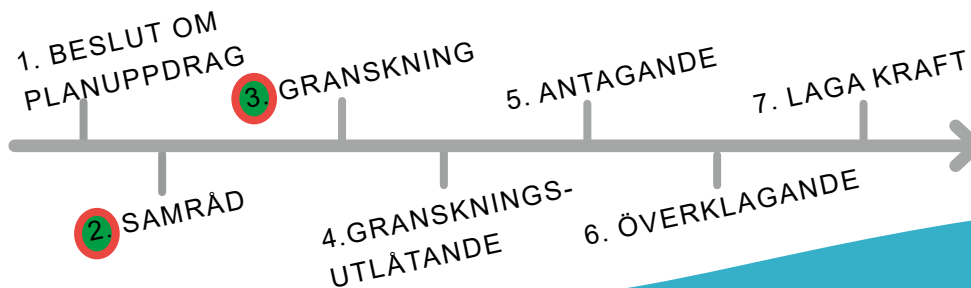 1. BESLUT OM
PLANUPPDRAG
2. SAMRÅD
3. GRANSKNING
4.GRANSKNINGS-
UTLÅTANDE
5. ANTAGANDE
6. ÖVERKLAGANDE
7. LAGA KRAFT